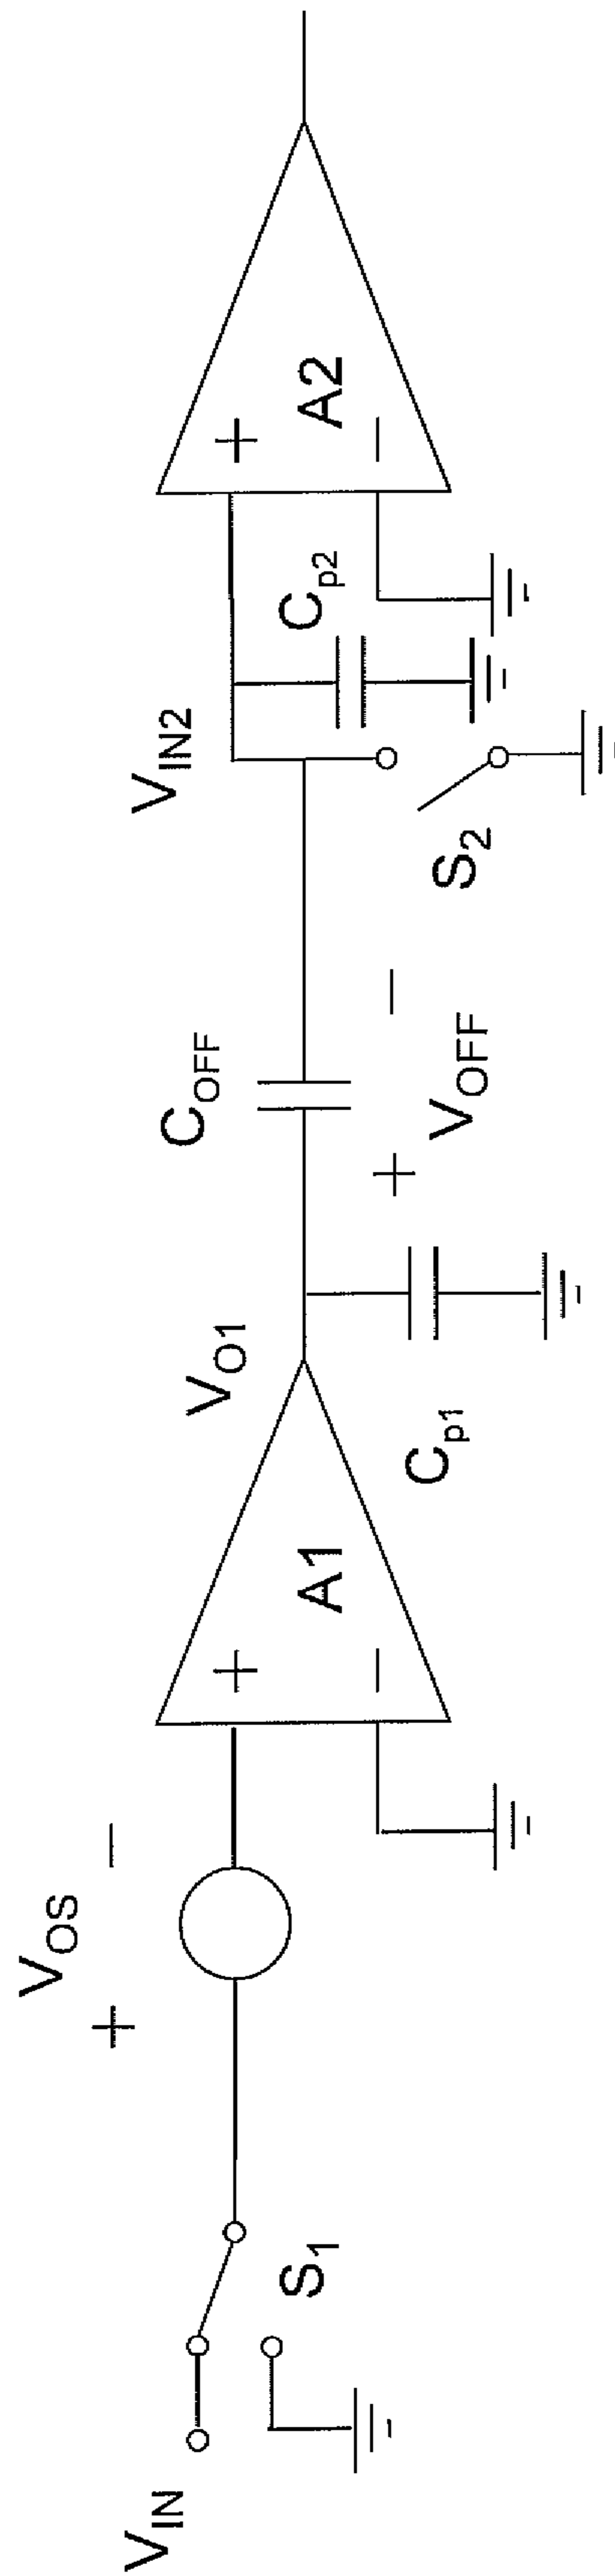 V_IN
S_1
+ V_OS −
+
−
A1
V_O1
C_p1
C_OFF
+ V_OFF −
V_IN2
S_2
C_p2
+
−
A2